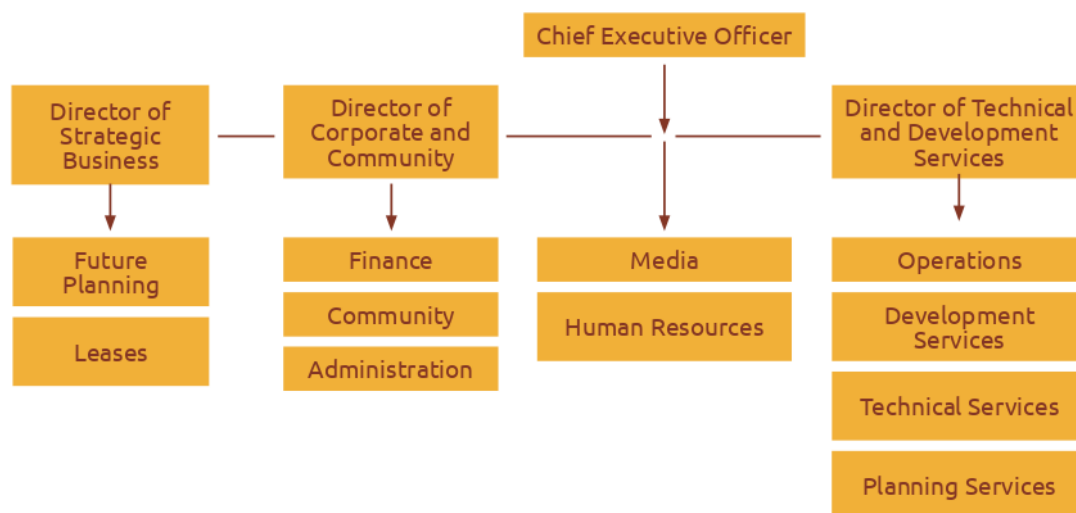 Chief Executive Officer
Director of
Strategic
Business
Director of
Corporate and
Community
Director of Technical
and Development
Services
Future
Planning
Leases
Finance
Community
Administration
Media
Human Resources
Operations
Development
Services
Technical Services
Planning Services